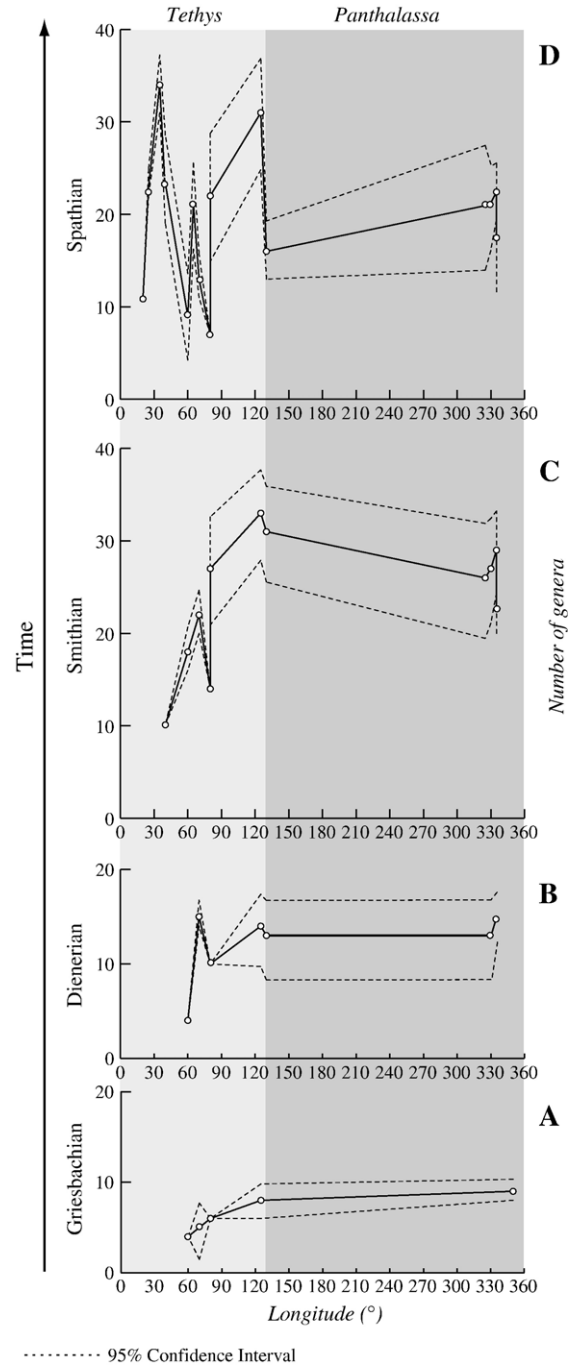 Tethys Panthalassa
D
40
30
20
10
0
Spathian
0 30 60 90 120 150 180 210 240 270 300 330 360
C
40
30
20
10
0
Smithian
0 30 60 90 120 150 180 210 240 270 300 330 360
Number of genera
Time
B
20
10
0
Dienerian
0 30 60 90 120 150 180 210 240 270 300 330 360
A
20
10
0
Griesbachian
0 30 60 90 120 150 180 210 240 270 300 330 360
Longitude (°)
95% Confidence Interval